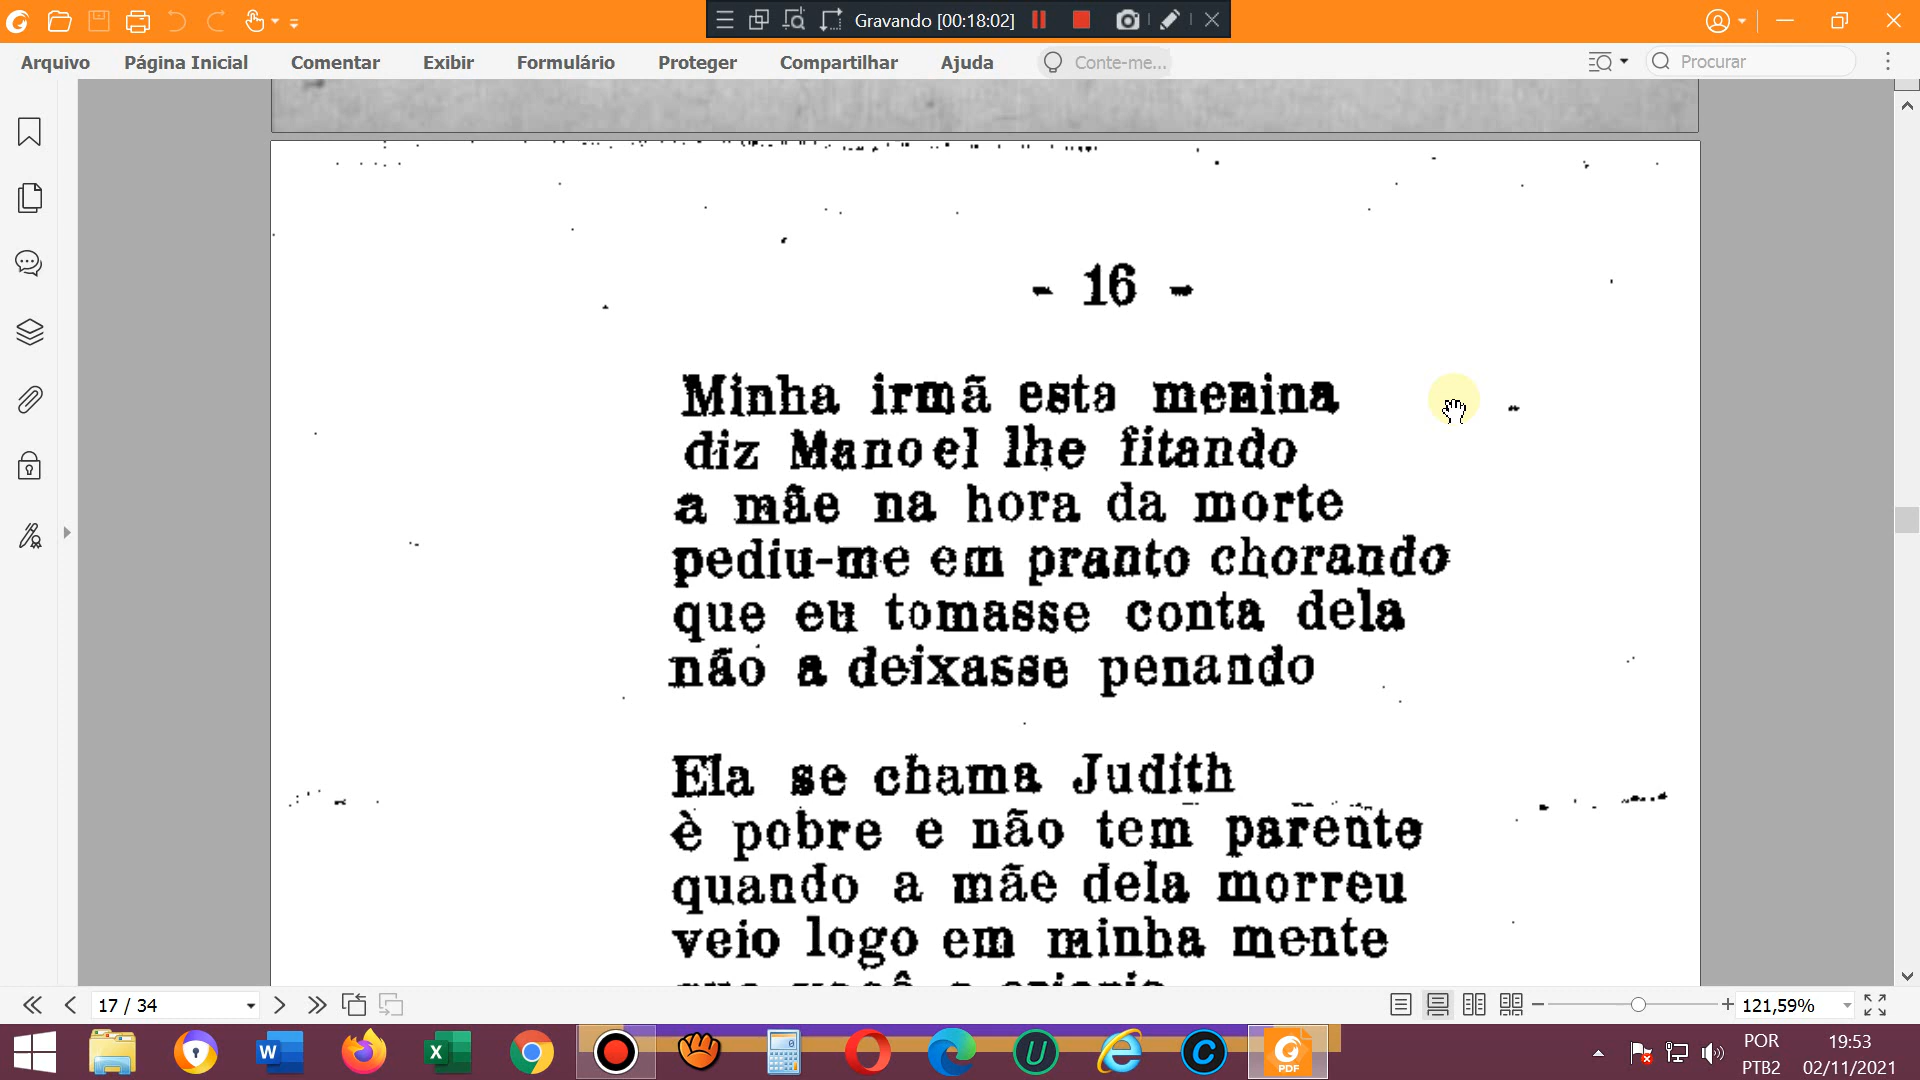 Gravando [00:18:02]
Arquivo Página Inicial Comentar Exibir Formulário Proteger Compartilhar Ajuda Conte-me... Procurar
- 16 -
Minha irmã esta menina
diz Manoel lhe fitando
a mãe na hora da morte
pediu-me em pranto chorando
que eu tomasse conta dela
não a deixasse penando
Ela se chama Judith
è pobre e não tem parente
quando a mãe dela morreu
veio logo em minha mente
17 / 34
121,59%
PDF
POR
PTB2
19:53
02/11/2021